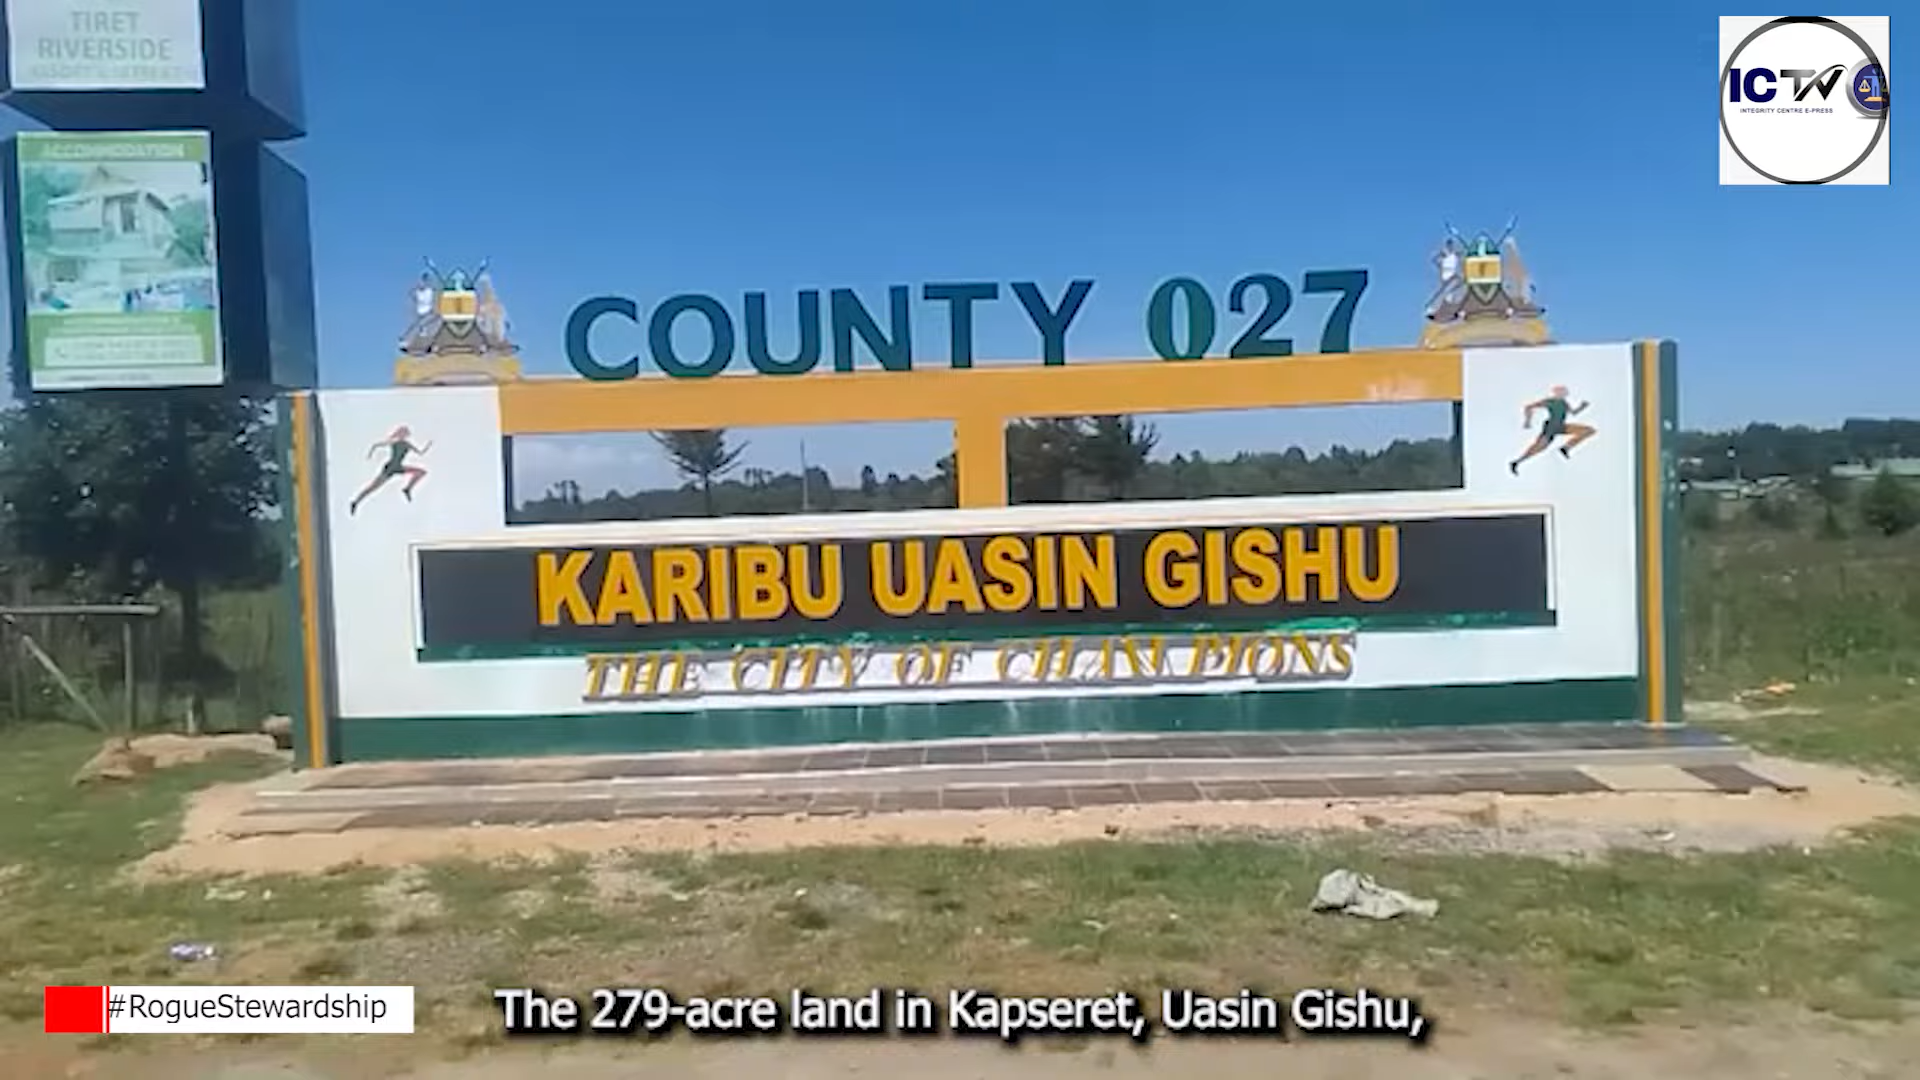 TIRET
RIVERSIDE
ACCOMMODATION
ICTV
INTEGRITY CENTRE E-PRESS
COUNTY 027
KARIBU UASIN GISHU
THE CITY OF CHAMPIONS
#RogueStewardship
The 279-acre land in Kapseret, Uasin Gishu,